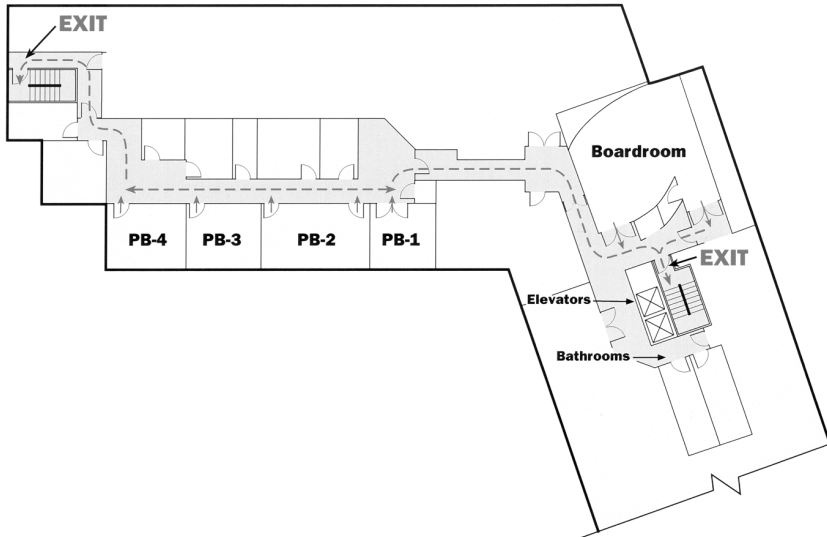 EXIT
Boardroom
PB-4
PB-3
PB-2
PB-1
EXIT
Elevators
Bathrooms